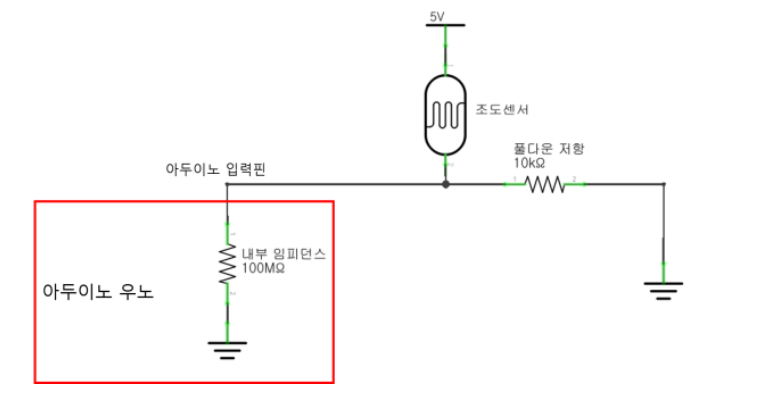 5V
조도센서
풀다운 저항
10kΩ
아두이노 입력핀
내부 임피던스
100MΩ
아두이노 우노